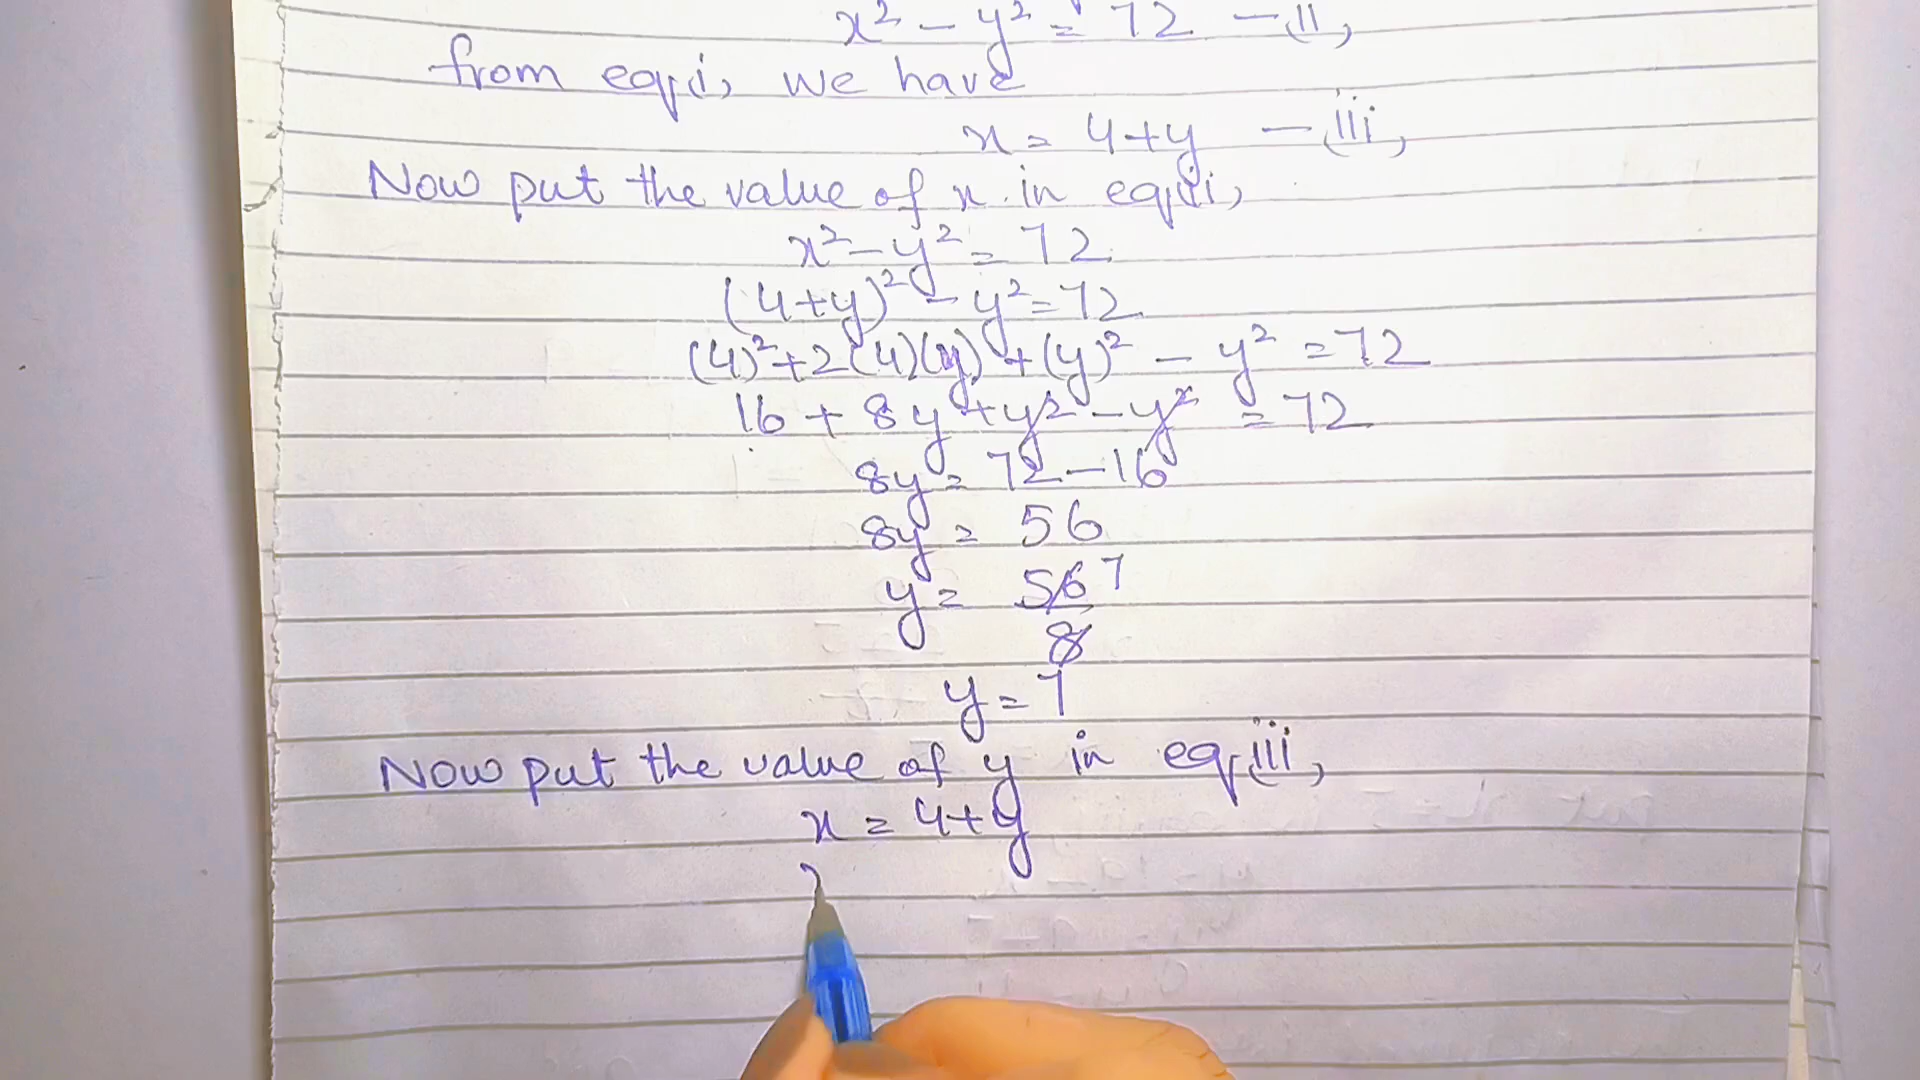 x² - y² = 72 - ii,
from eq i, we have
x = 4+y - iii,
Now put the value of x in eq ii,
x² - y² = 72
(4+y)² - y² = 72
(4)² + 2(4)(y) + (y)² - y² = 72
16 + 8y + y² - y² = 72
8y = 72 - 16
8y = 56
y = 56 7
8
y = 7
Now put the value of y in eq iii,
x = 4+y